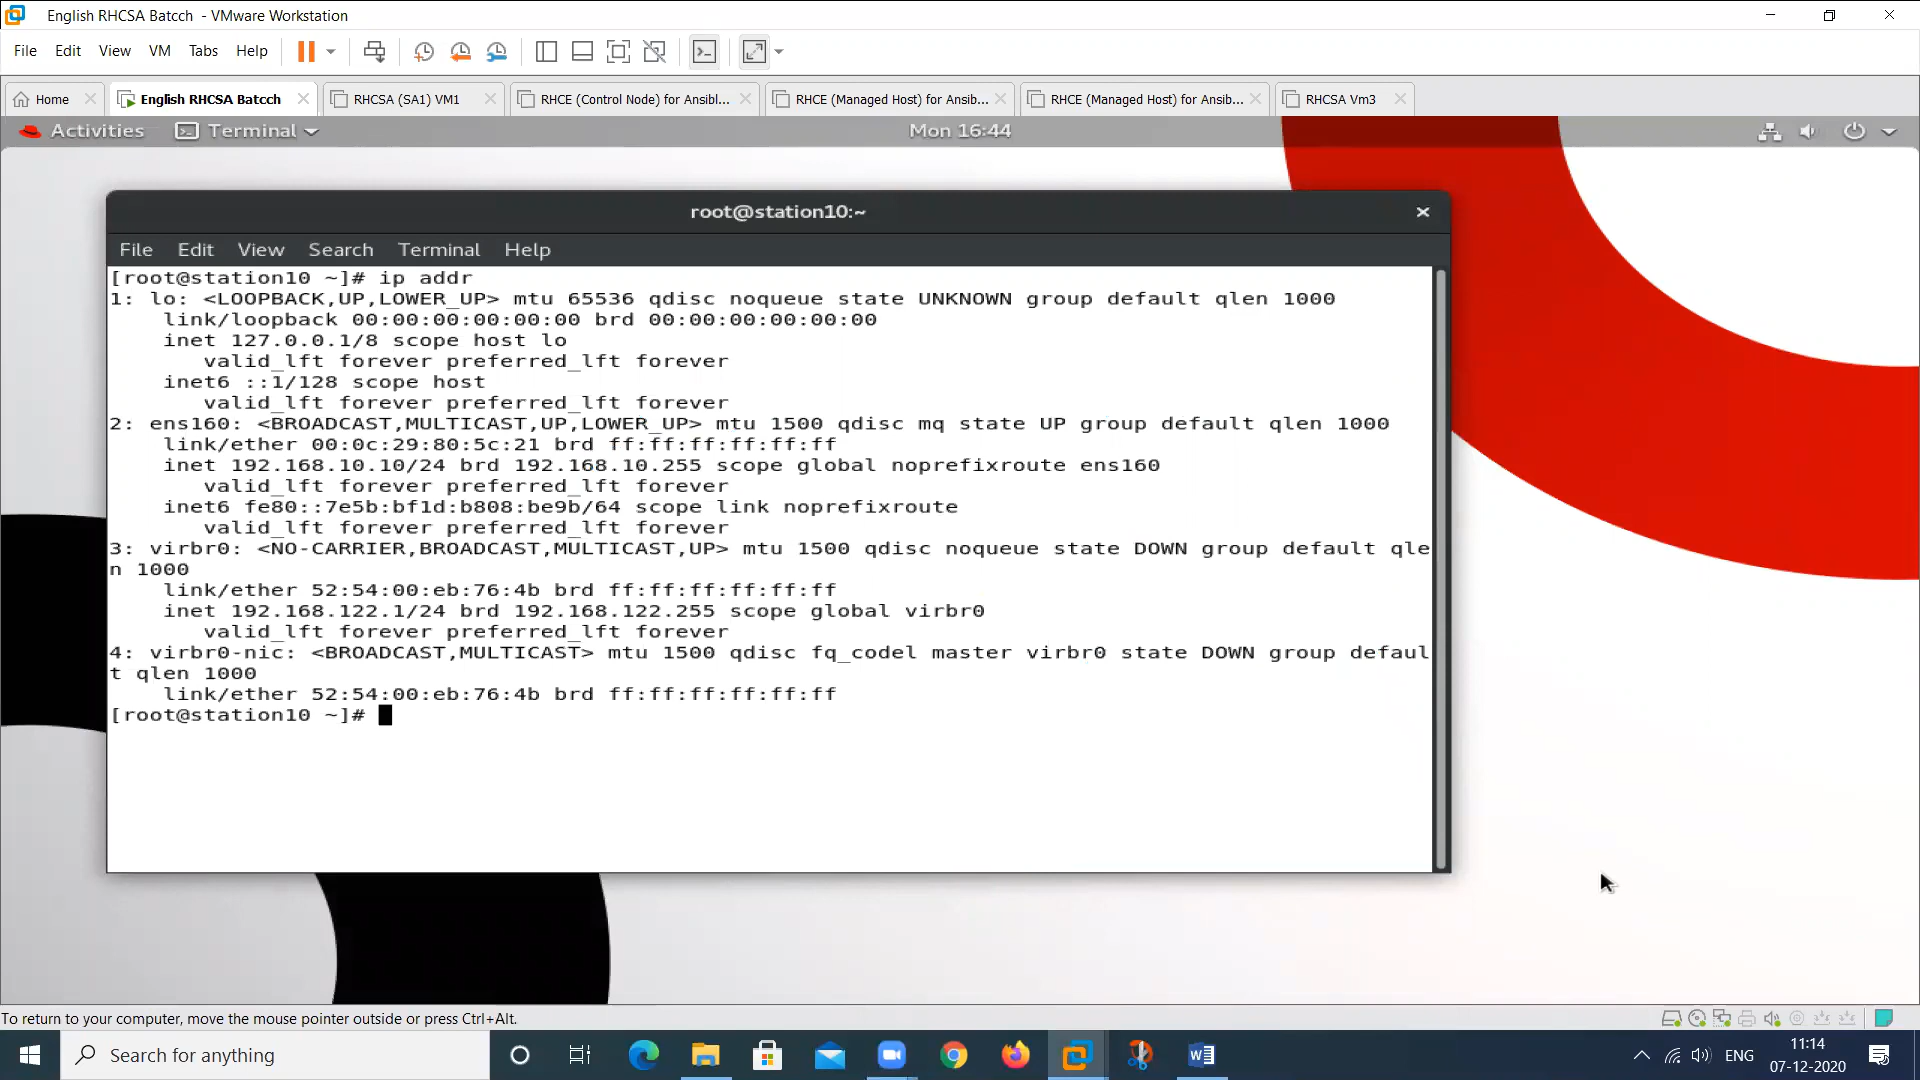 English RHCSA Batcch - VMware Workstation
File Edit View VM Tabs Help
Home
English RHCSA Batcch
RHCSA (SA1) VM1
RHCE (Control Node) for Ansibl...
RHCE (Managed Host) for Ansib...
RHCE (Managed Host) for Ansib...
RHCSA Vm3
Activities Terminal Mon 16:44
root@station10:~
File Edit View Search Terminal Help
[root@station10 ~]# ip addr
1: lo: <LOOPBACK,UP,LOWER_UP> mtu 65536 qdisc noqueue state UNKNOWN group default qlen 1000
link/loopback 00:00:00:00:00:00 brd 00:00:00:00:00:00
inet 127.0.0.1/8 scope host lo
valid_lft forever preferred_lft forever
inet6 ::1/128 scope host
valid_lft forever preferred_lft forever
2: ens160: <BROADCAST,MULTICAST,UP,LOWER_UP> mtu 1500 qdisc mq state UP group default qlen 1000
link/ether 00:0c:29:80:5c:21 brd ff:ff:ff:ff:ff:ff
inet 192.168.10.10/24 brd 192.168.10.255 scope global noprefixroute ens160
valid_lft forever preferred_lft forever
inet6 fe80::7e5b:bf1d:b808:be9b/64 scope link noprefixroute
valid_lft forever preferred_lft forever
3: virbr0: <NO-CARRIER,BROADCAST,MULTICAST,UP> mtu 1500 qdisc noqueue state DOWN group default qle
n 1000
link/ether 52:54:00:eb:76:4b brd ff:ff:ff:ff:ff:ff
inet 192.168.122.1/24 brd 192.168.122.255 scope global virbr0
valid_lft forever preferred_lft forever
4: virbr0-nic: <BROADCAST,MULTICAST> mtu 1500 qdisc fq_codel master virbr0 state DOWN group defaul
t qlen 1000
link/ether 52:54:00:eb:76:4b brd ff:ff:ff:ff:ff:ff
[root@station10 ~]#
To return to your computer, move the mouse pointer outside or press Ctrl+Alt.
Search for anything
ENG
11:14
07-12-2020